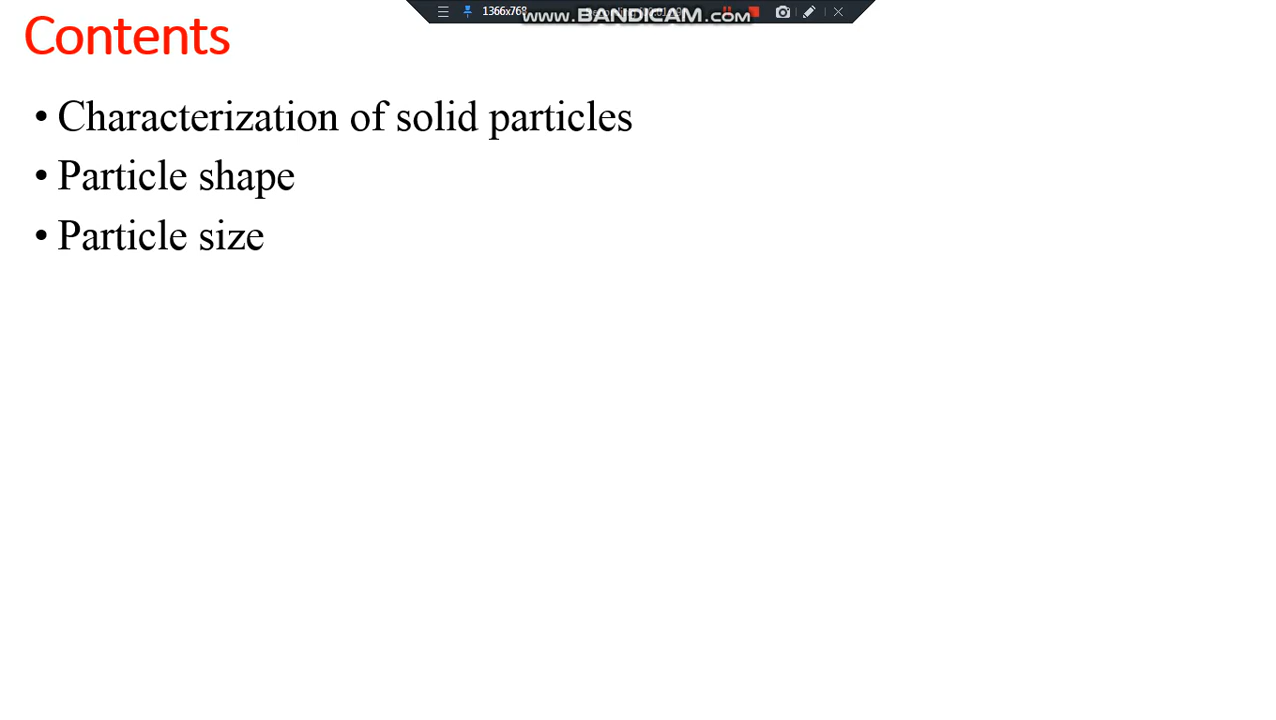 1366x768
www.BANDICAM.com
Contents
• Characterization of solid particles
• Particle shape
• Particle size